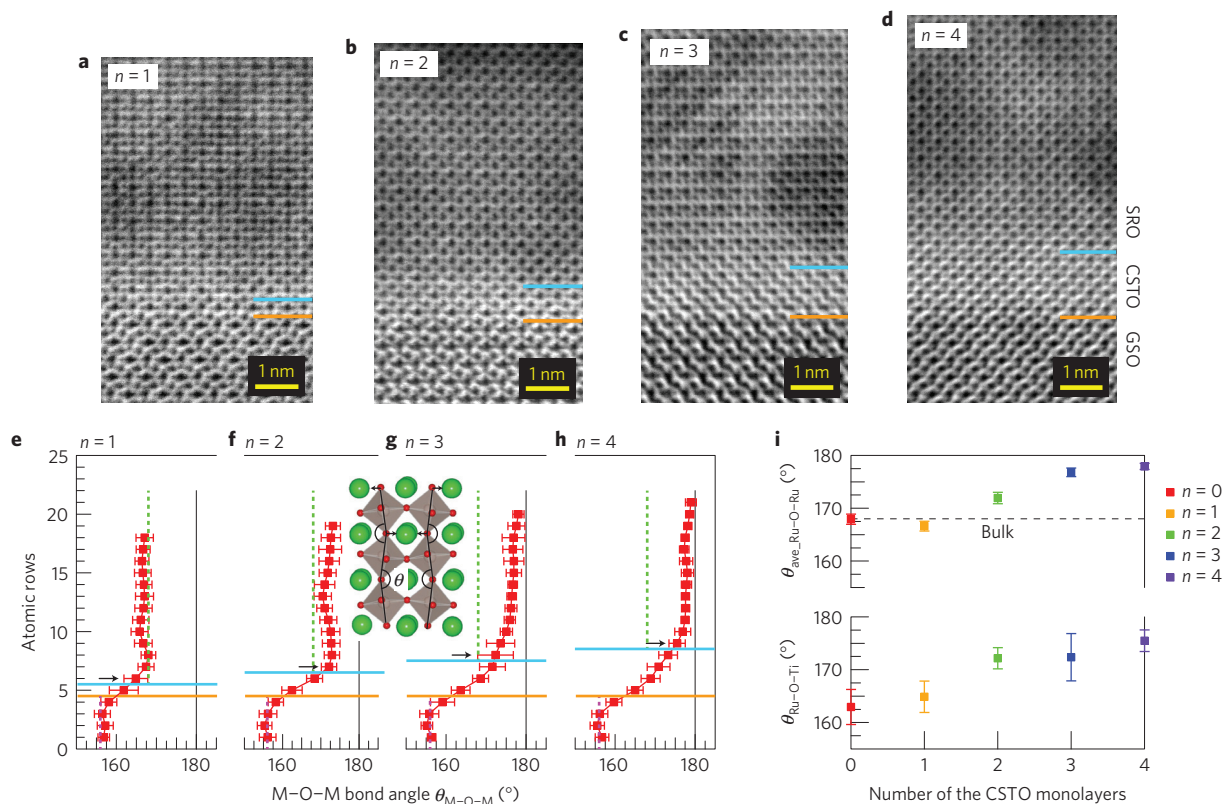 a
n = 1
1 nm
b
n = 2
1 nm
c
n = 3
1 nm
d
n = 4
1 nm
SRO
CSTO
GSO
e
n = 1
f
n = 2
g
n = 3
h
n = 4
25
20
15
10
5
0
Atomic rows
θ
160
180
160
180
160
180
160
180
M–O–M bond angle θM–O–M (°)
i
180
170
160
θave_Ru–O–Ru (°)
Bulk
180
170
160
θRu–O–Ti (°)
0
1
2
3
4
Number of the CSTO monolayers
n = 0
n = 1
n = 2
n = 3
n = 4